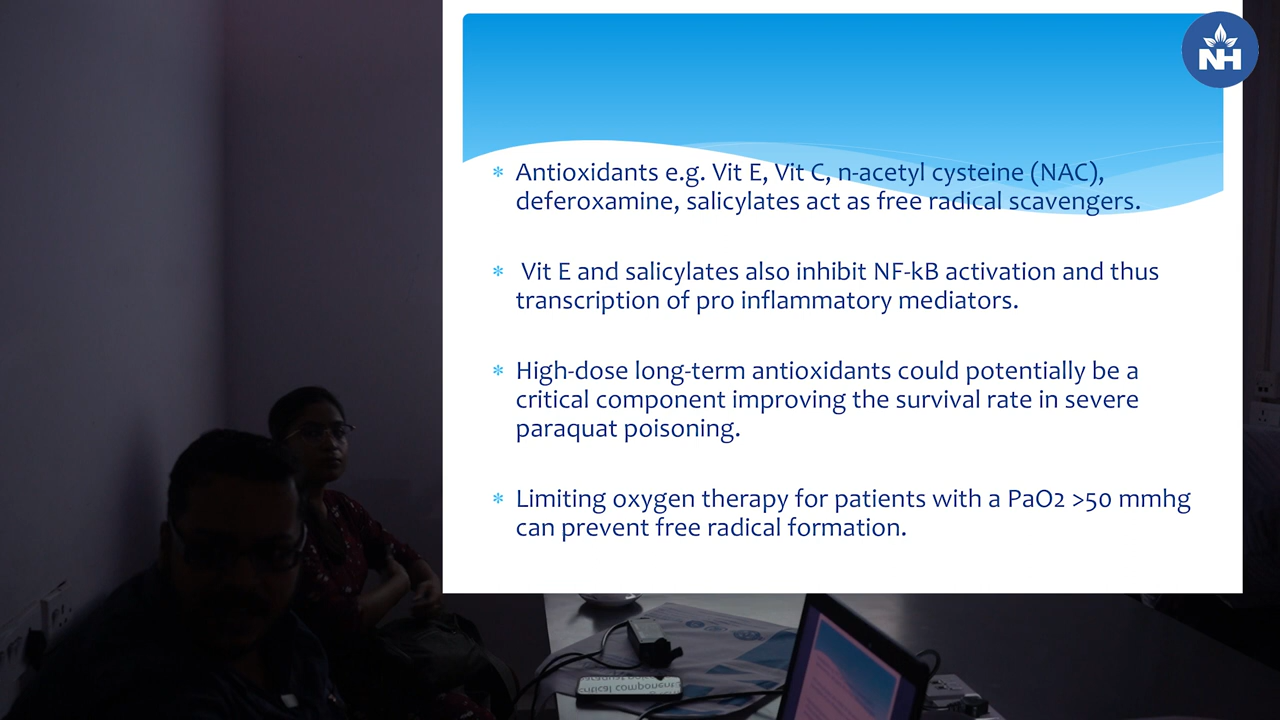 NH
* Antioxidants e.g. Vit E, Vit C, n-acetyl cysteine (NAC),
deferoxamine, salicylates act as free radical scavengers.
* Vit E and salicylates also inhibit NF-kB activation and thus
transcription of pro inflammatory mediators.
* High-dose long-term antioxidants could potentially be a
critical component improving the survival rate in severe
paraquat poisoning.
* Limiting oxygen therapy for patients with a PaO2 >50 mmhg
can prevent free radical formation.